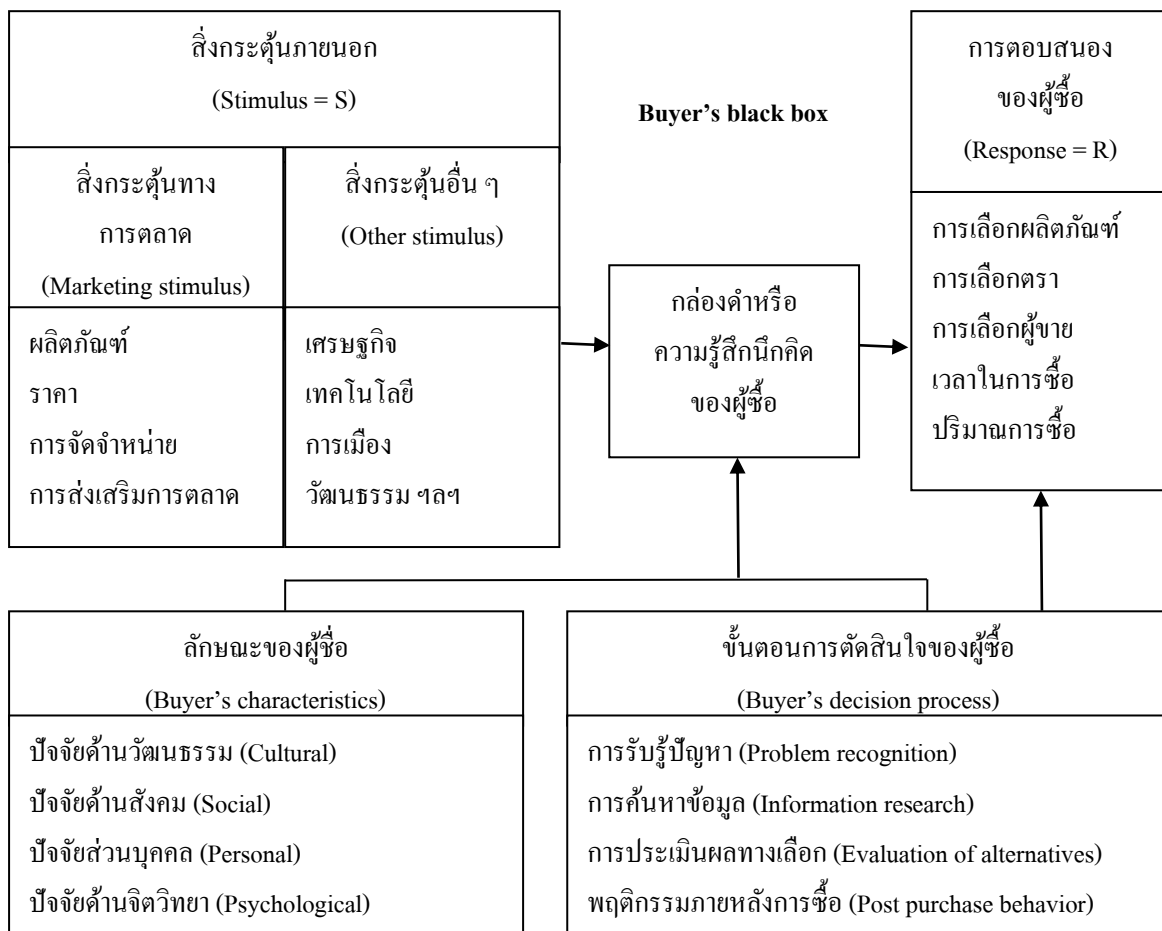 สิ่งกระตุ้นภายนอก
(Stimulus = S)
สิ่งกระตุ้นทาง
การตลาด
(Marketing stimulus)
สิ่งกระตุ้นอื่น ๆ
(Other stimulus)
ผลิตภัณฑ์
ราคา
การจัดจำหน่าย
การส่งเสริมการตลาด
เศรษฐกิจ
เทคโนโลยี
การเมือง
วัฒนธรรม ฯลฯ
Buyer’s black box
กล่องดำหรือ
ความรู้สึกนึกคิด
ของผู้ซื้อ
การตอบสนอง
ของผู้ซื้อ
(Response = R)
การเลือกผลิตภัณฑ์
การเลือกตรา
การเลือกผู้ขาย
เวลาในการซื้อ
ปริมาณการซื้อ
ลักษณะของผู้ชื่อ
(Buyer’s characteristics)
ปัจจัยด้านวัฒนธรรม (Cultural)
ปัจจัยด้านสังคม (Social)
ปัจจัยส่วนบุคคล (Personal)
ปัจจัยด้านจิตวิทยา (Psychological)
ขั้นตอนการตัดสินใจของผู้ซื้อ
(Buyer’s decision process)
การรับรู้ปัญหา (Problem recognition)
การค้นหาข้อมูล (Information research)
การประเมินผลทางเลือก (Evaluation of alternatives)
พฤติกรรมภายหลังการซื้อ (Post purchase behavior)